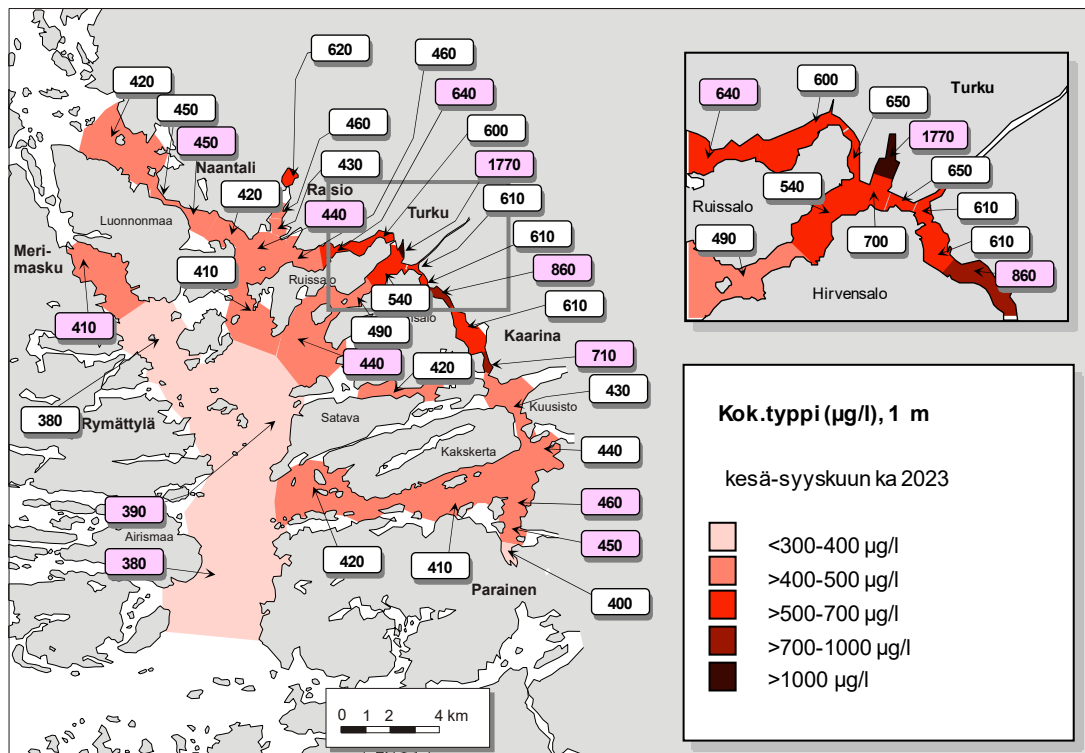 620
460
420
640
450
460
600
450
Naantali
430
1770
420
Raisio
440
Turku
610
Luonnonmaa
610
Meri-
masku
410
Ruissalo
860
540
410
490
salo
610
Kaarina
440
710
420
380
Rymättylä
Satava
Kuusisto
430
Kakskerta
440
390
460
Airismaa
450
380
420
410
Parainen
400
0 1 2 4 km
600
Turku
640
650
1770
540
650
Ruissalo
610
490
700
610
860
Hirvensalo
Kok.typpi (µg/l), 1 m
kesä-syyskuun ka 2023
<300-400 µg/l
>400-500 µg/l
>500-700 µg/l
>700-1000 µg/l
>1000 µg/l